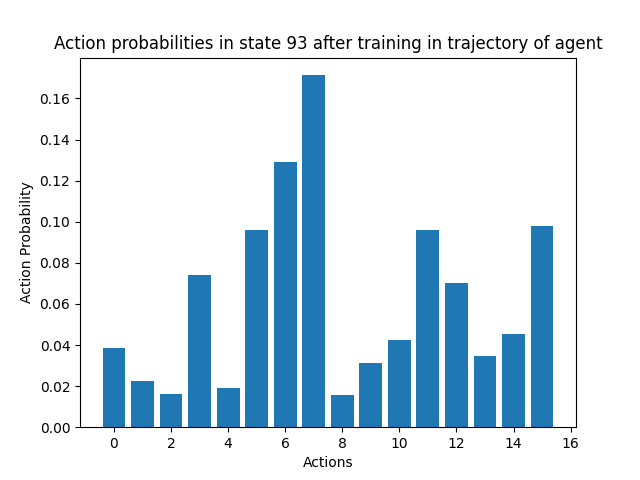 Action probabilities in state 93 after training in trajectory of agent
0.16
0.14
0.12
0.10
0.08
0.06
0.04
0.02
0.00
Action Probability
0 2 4 6 8 10 12 14 16
Actions